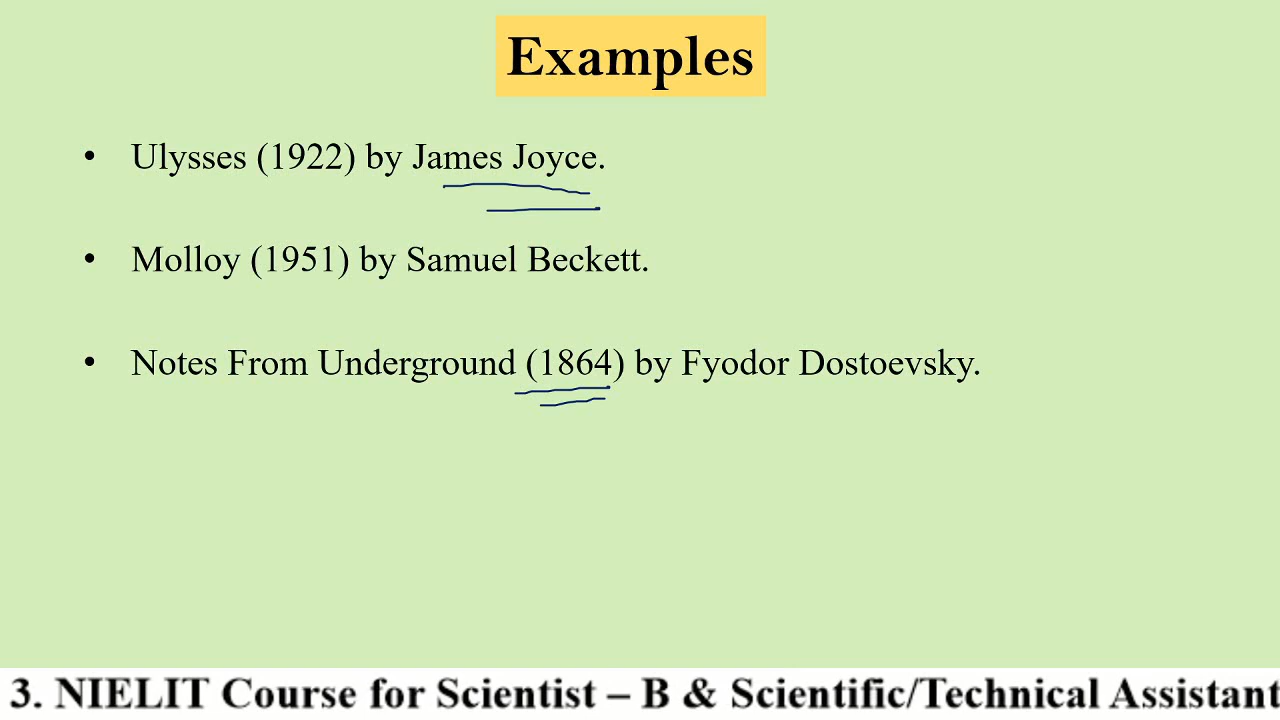 Examples
• Ulysses (1922) by James Joyce.
• Molloy (1951) by Samuel Beckett.
• Notes From Underground (1864) by Fyodor Dostoevsky.
3. NIELIT Course for Scientist – B & Scientific/Technical Assistant